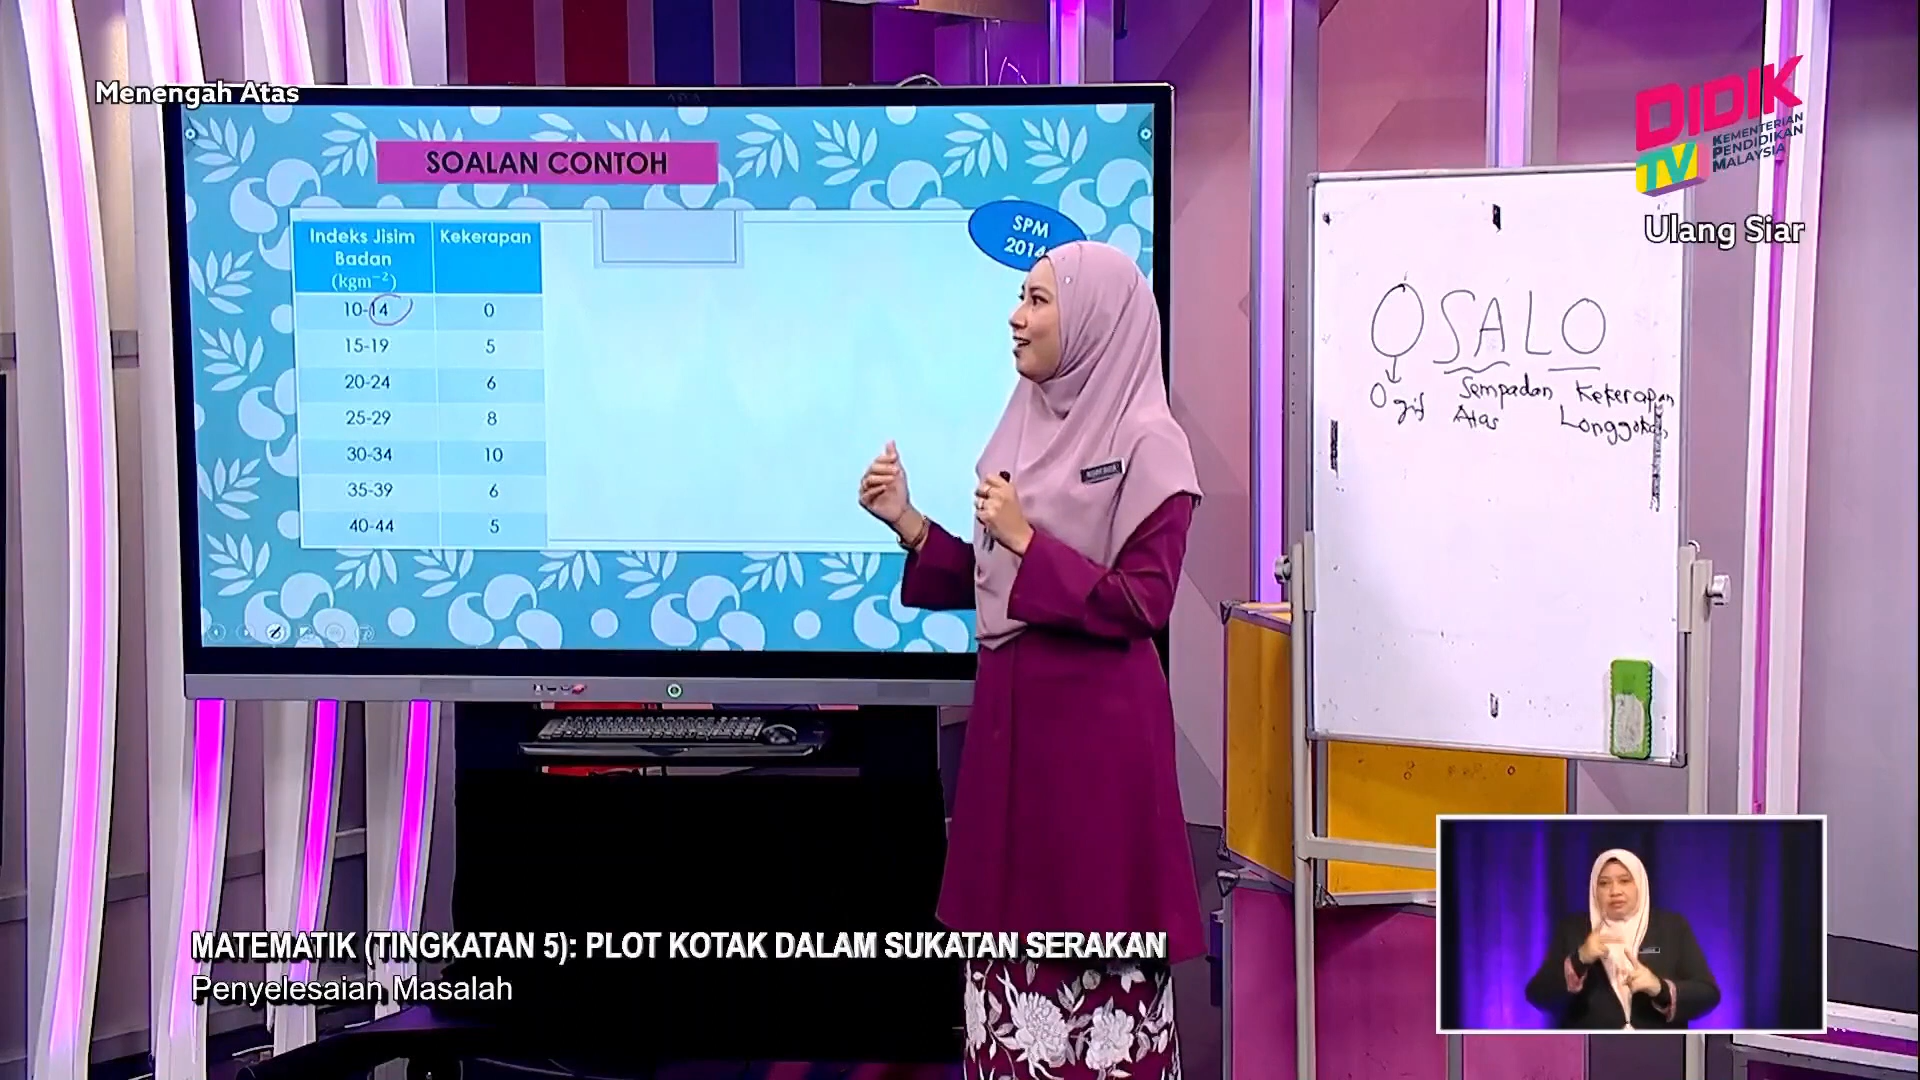 Menengah Atas
DIDIK
TV
KEMENTERIAN
PENDIDIKAN
MALAYSIA
Ulang Siar
SOALAN CONTOH
SPM
2014
Indeks Jisim Badan (kgm⁻²) Kekerapan
10-14 0
15-19 5
20-24 6
25-29 8
30-34 10
35-39 6
40-44 5
OSALO
Ogif Sempadan Kekerapan
Atas Longgokan
MATEMATIK (TINGKATAN 5): PLOT KOTAK DALAM SUKATAN SERAKAN
Penyelesaian Masalah